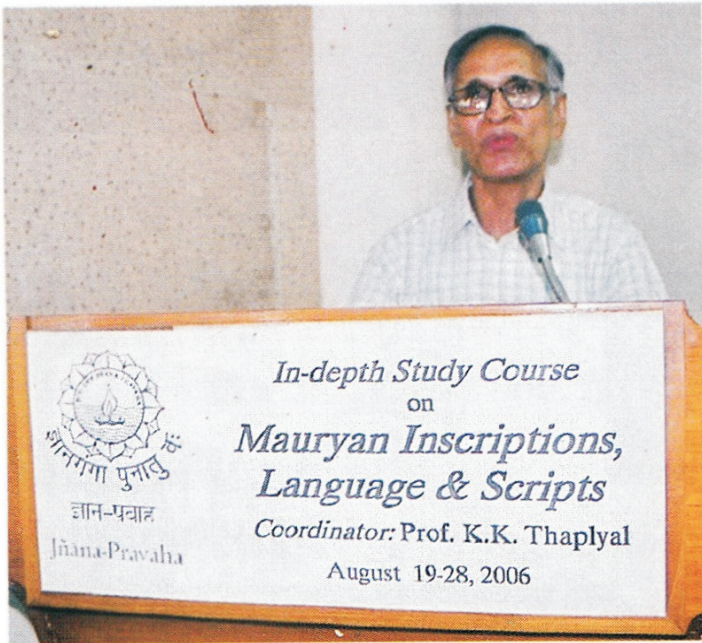 ज्ञानगंगा पुनातु वः
ज्ञान-प्रवाह
Jñāna-Pravāha
In-depth Study Course
on
Mauryan Inscriptions,
Language & Scripts
Coordinator: Prof. K.K. Thaplyal
August 19-28, 2006